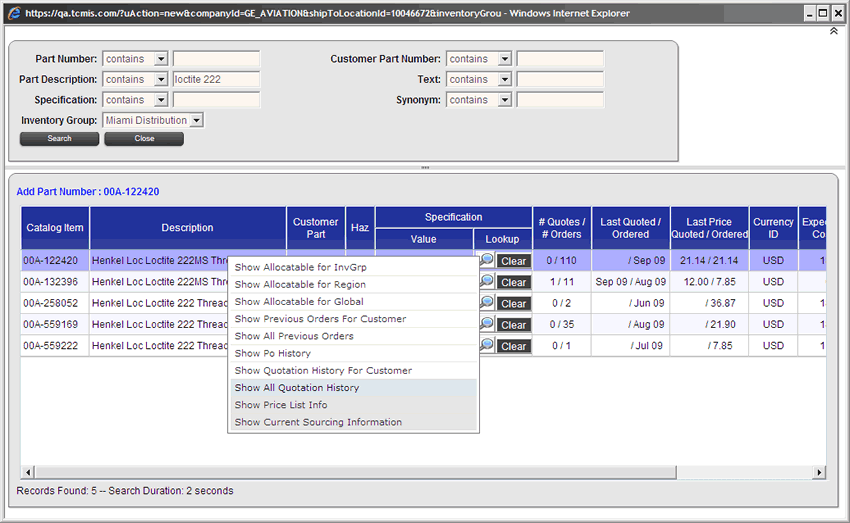 https://qa.tcmis.com/?uAction=new&companyId=GE_AVIATION&shipToLocationId=10046672&inventoryGrou - Windows Internet Explorer
Part Number: contains Customer Part Number: contains
Part Description: contains loctite 222 Text: contains
Specification: contains Synonym: contains
Inventory Group: Miami Distribution
Search Close
Add Part Number : 00A-122420
Catalog Item Description Customer Part Haz Specification Value Lookup # Quotes / # Orders Last Quoted / Ordered Last Price Quoted / Ordered Currency ID Expec Co
00A-122420 Henkel Loc Loctite 222MS Thre Clear 0 / 110 / Sep 09 21.14 / 21.14 USD 1
00A-132396 Henkel Loc Loctite 222MS Thre Clear 1 / 11 Sep 09 / Aug 09 12.00 / 7.85 USD
00A-258052 Henkel Loc Loctite 222 Threac Clear 0 / 2 / Jun 09 / 36.87 USD 1
00A-559169 Henkel Loc Loctite 222 Threac Clear 0 / 35 / Aug 09 / 21.90 USD 1
00A-559222 Henkel Loc Loctite 222 Threac Clear 0 / 1 / Jul 09 / 7.85 USD 1
Show Allocatable for InvGrp
Show Allocatable for Region
Show Allocatable for Global
Show Previous Orders For Customer
Show All Previous Orders
Show Po History
Show Quotation History For Customer
Show All Quotation History
Show Price List Info
Show Current Sourcing Information
Records Found: 5 -- Search Duration: 2 seconds